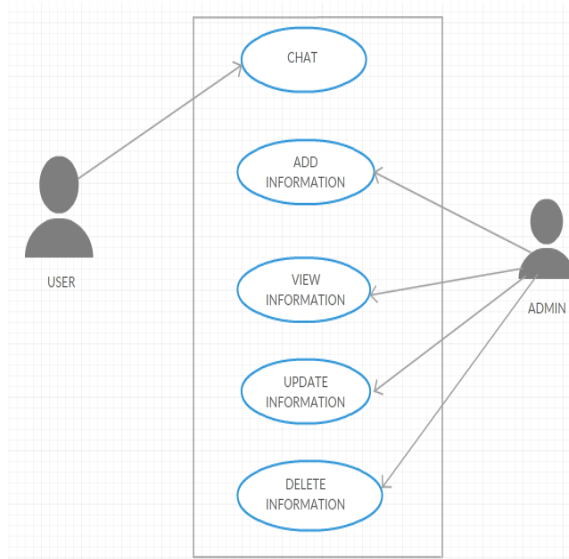 CHAT
ADD
INFORMATION
USER
VIEW
INFORMATION
ADMIN
UPDATE
INFORMATION
DELETE
INFORMATION